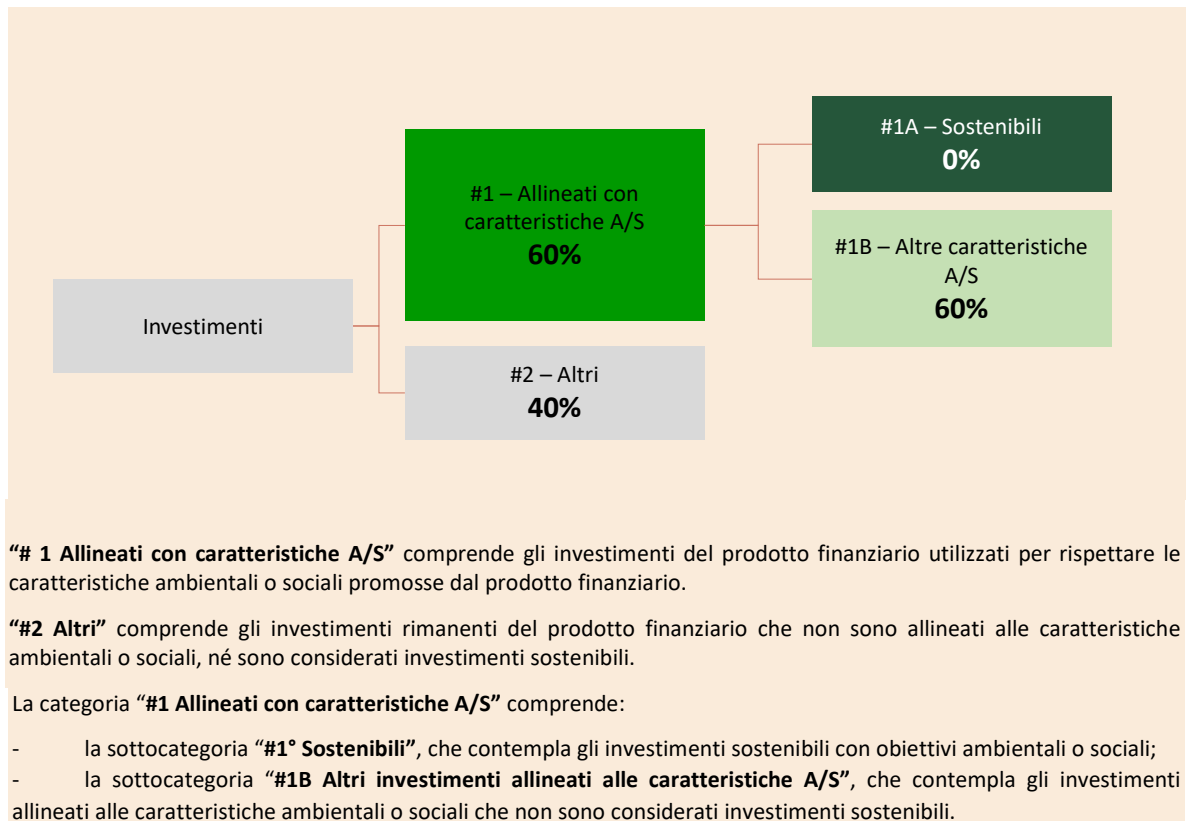 #1A – Sostenibili
0%
#1 – Allineati con
caratteristiche A/S
60%
#1B – Altre caratteristiche
A/S
60%
Investimenti
#2 – Altri
40%
“# 1 Allineati con caratteristiche A/S” comprende gli investimenti del prodotto finanziario utilizzati per rispettare le
caratteristiche ambientali o sociali promosse dal prodotto finanziario.
“#2 Altri” comprende gli investimenti rimanenti del prodotto finanziario che non sono allineati alle caratteristiche
ambientali o sociali, né sono considerati investimenti sostenibili.
La categoria “#1 Allineati con caratteristiche A/S” comprende:
- la sottocategoria “#1° Sostenibili”, che contempla gli investimenti sostenibili con obiettivi ambientali o sociali;
- la sottocategoria “#1B Altri investimenti allineati alle caratteristiche A/S”, che contempla gli investimenti
allineati alle caratteristiche ambientali o sociali che non sono considerati investimenti sostenibili.